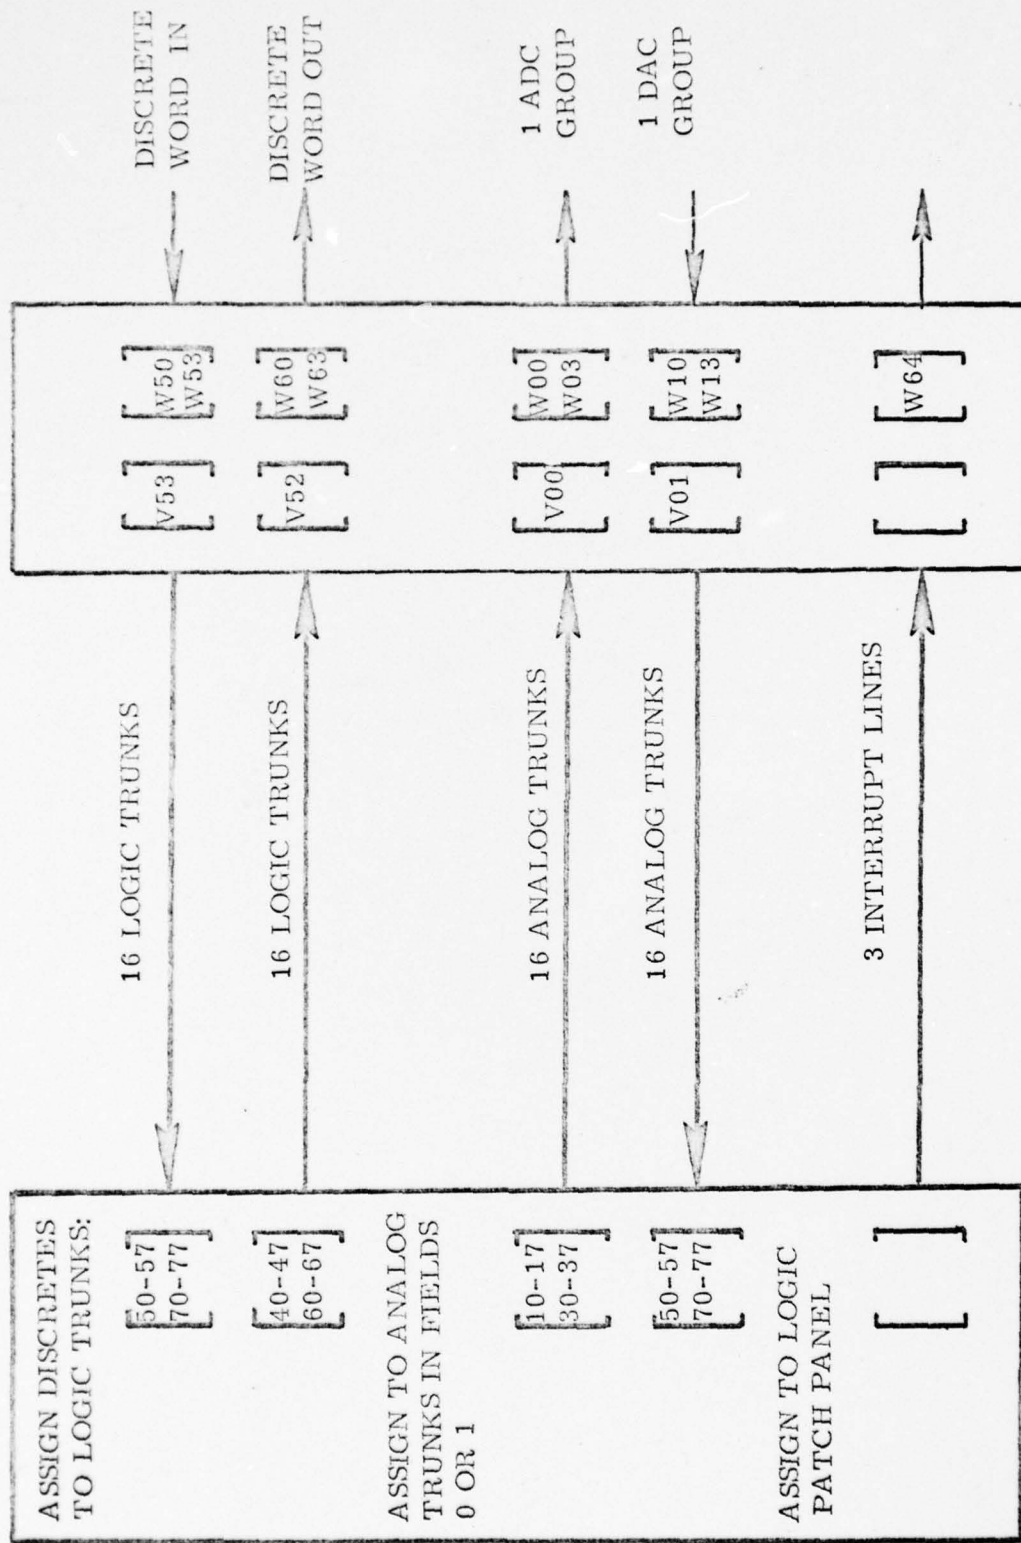 ASSIGN DISCRETES
TO LOGIC TRUNKS:
[50-57
70-77]
16 LOGIC TRUNKS
[V53]
[W50
W53]
DISCRETE
WORD IN
[40-47
60-67]
16 LOGIC TRUNKS
[V52]
[W60
W63]
DISCRETE
WORD OUT
ASSIGN TO ANALOG
TRUNKS IN FIELDS
0 OR 1
[10-17
30-37]
16 ANALOG TRUNKS
[V00]
[W00
W03]
1 ADC
GROUP
[50-57
70-77]
16 ANALOG TRUNKS
[V01]
[W10
W13]
1 DAC
GROUP
ASSIGN TO LOGIC
PATCH PANEL
[ ]
3 INTERRUPT LINES
[ ]
[W64]